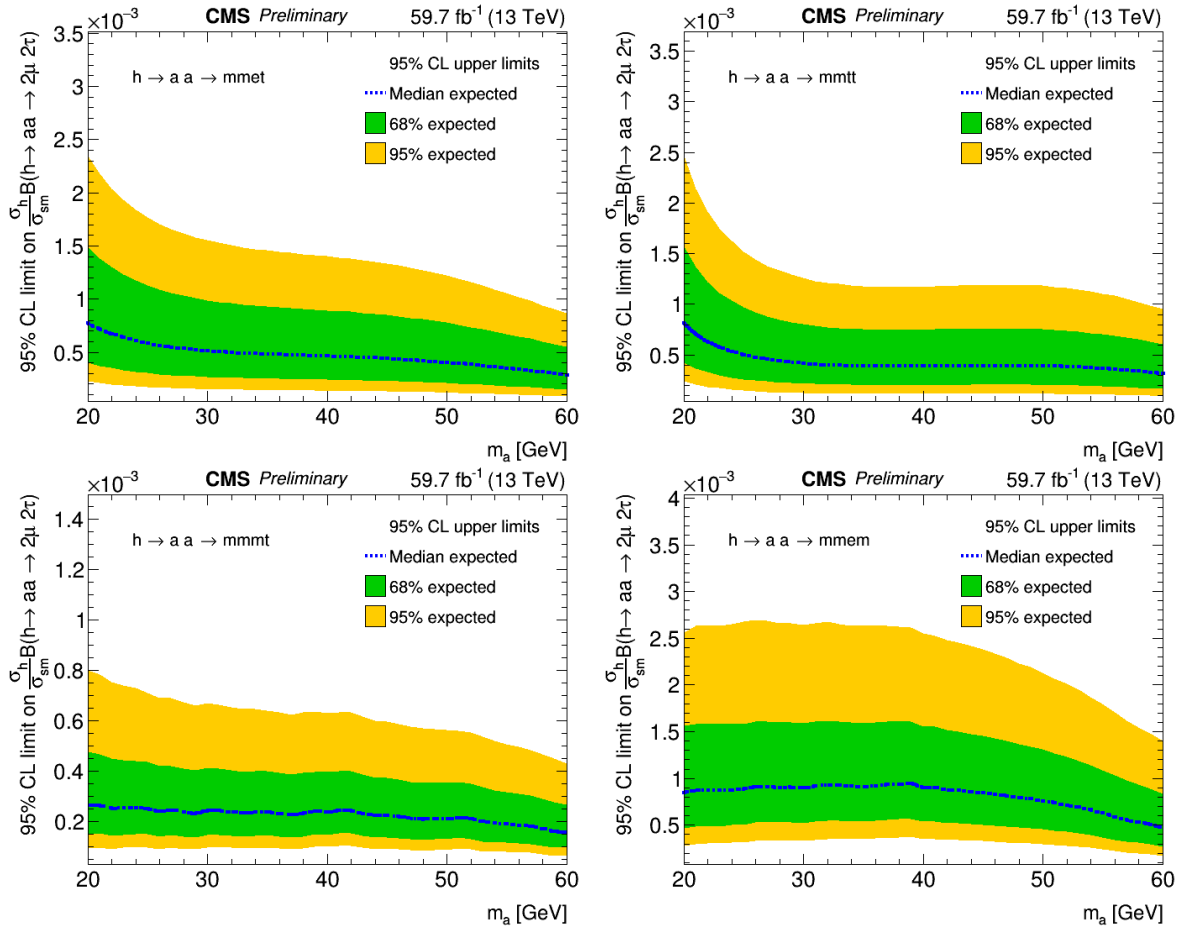 ×10⁻³ CMS Preliminary 59.7 fb⁻¹ (13 TeV)
95% CL limit on σh/σsm B(h→ aa → 2μ 2τ)
3.5
3
2.5
2
1.5
1
0.5
h → a a → mmet
95% CL upper limits
Median expected
68% expected
95% expected
20 30 40 50 60
mₐ [GeV]
×10⁻³ CMS Preliminary 59.7 fb⁻¹ (13 TeV)
95% CL limit on σh/σsm B(h→ aa → 2μ 2τ)
3.5
3
2.5
2
1.5
1
0.5
h → a a → mmtt
95% CL upper limits
Median expected
68% expected
95% expected
20 30 40 50 60
mₐ [GeV]
×10⁻³ CMS Preliminary 59.7 fb⁻¹ (13 TeV)
95% CL limit on σh/σsm B(h→ aa → 2μ 2τ)
1.4
1.2
1
0.8
0.6
0.4
0.2
h → a a → mmmt
95% CL upper limits
Median expected
68% expected
95% expected
20 30 40 50 60
mₐ [GeV]
×10⁻³ CMS Preliminary 59.7 fb⁻¹ (13 TeV)
95% CL limit on σh/σsm B(h→ aa → 2μ 2τ)
4
3.5
3
2.5
2
1.5
1
0.5
h → a a → mmem
95% CL upper limits
Median expected
68% expected
95% expected
20 30 40 50 60
mₐ [GeV]